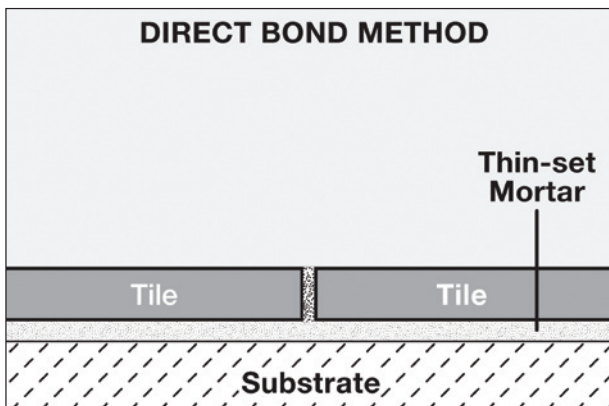 DIRECT BOND METHOD
Thin-set
Mortar
Tile
Tile
Substrate